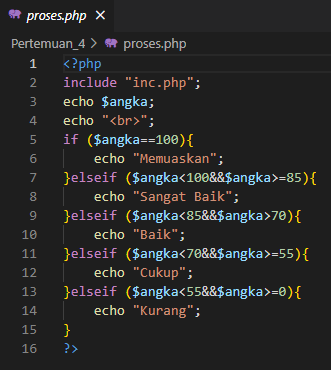 proses.php ×
Pertemuan_4 > proses.php
1 <?php
2 include "inc.php";
3 echo $angka;
4 echo "<br>";
5 if ($angka==100){
6     echo "Memuaskan";
7 }elseif ($angka<100&&$angka>=85){
8     echo "Sangat Baik";
9 }elseif ($angka<85&&$angka>70){
10     echo "Baik";
11 }elseif ($angka<70&&$angka>=55){
12     echo "Cukup";
13 }elseif ($angka<55&&$angka>=0){
14     echo "Kurang";
15 }
16 ?>